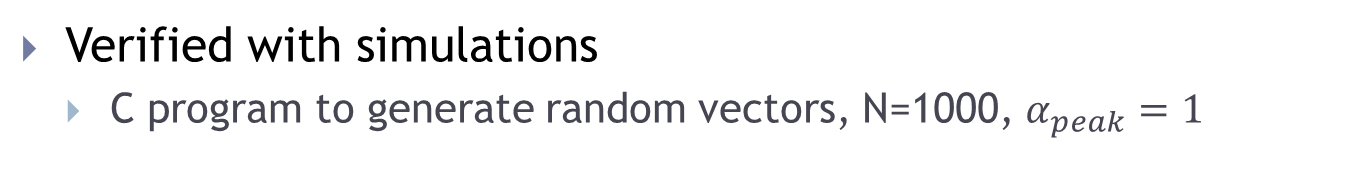 Verified with simulations
C program to generate random vectors, N=1000, α_peak = 1